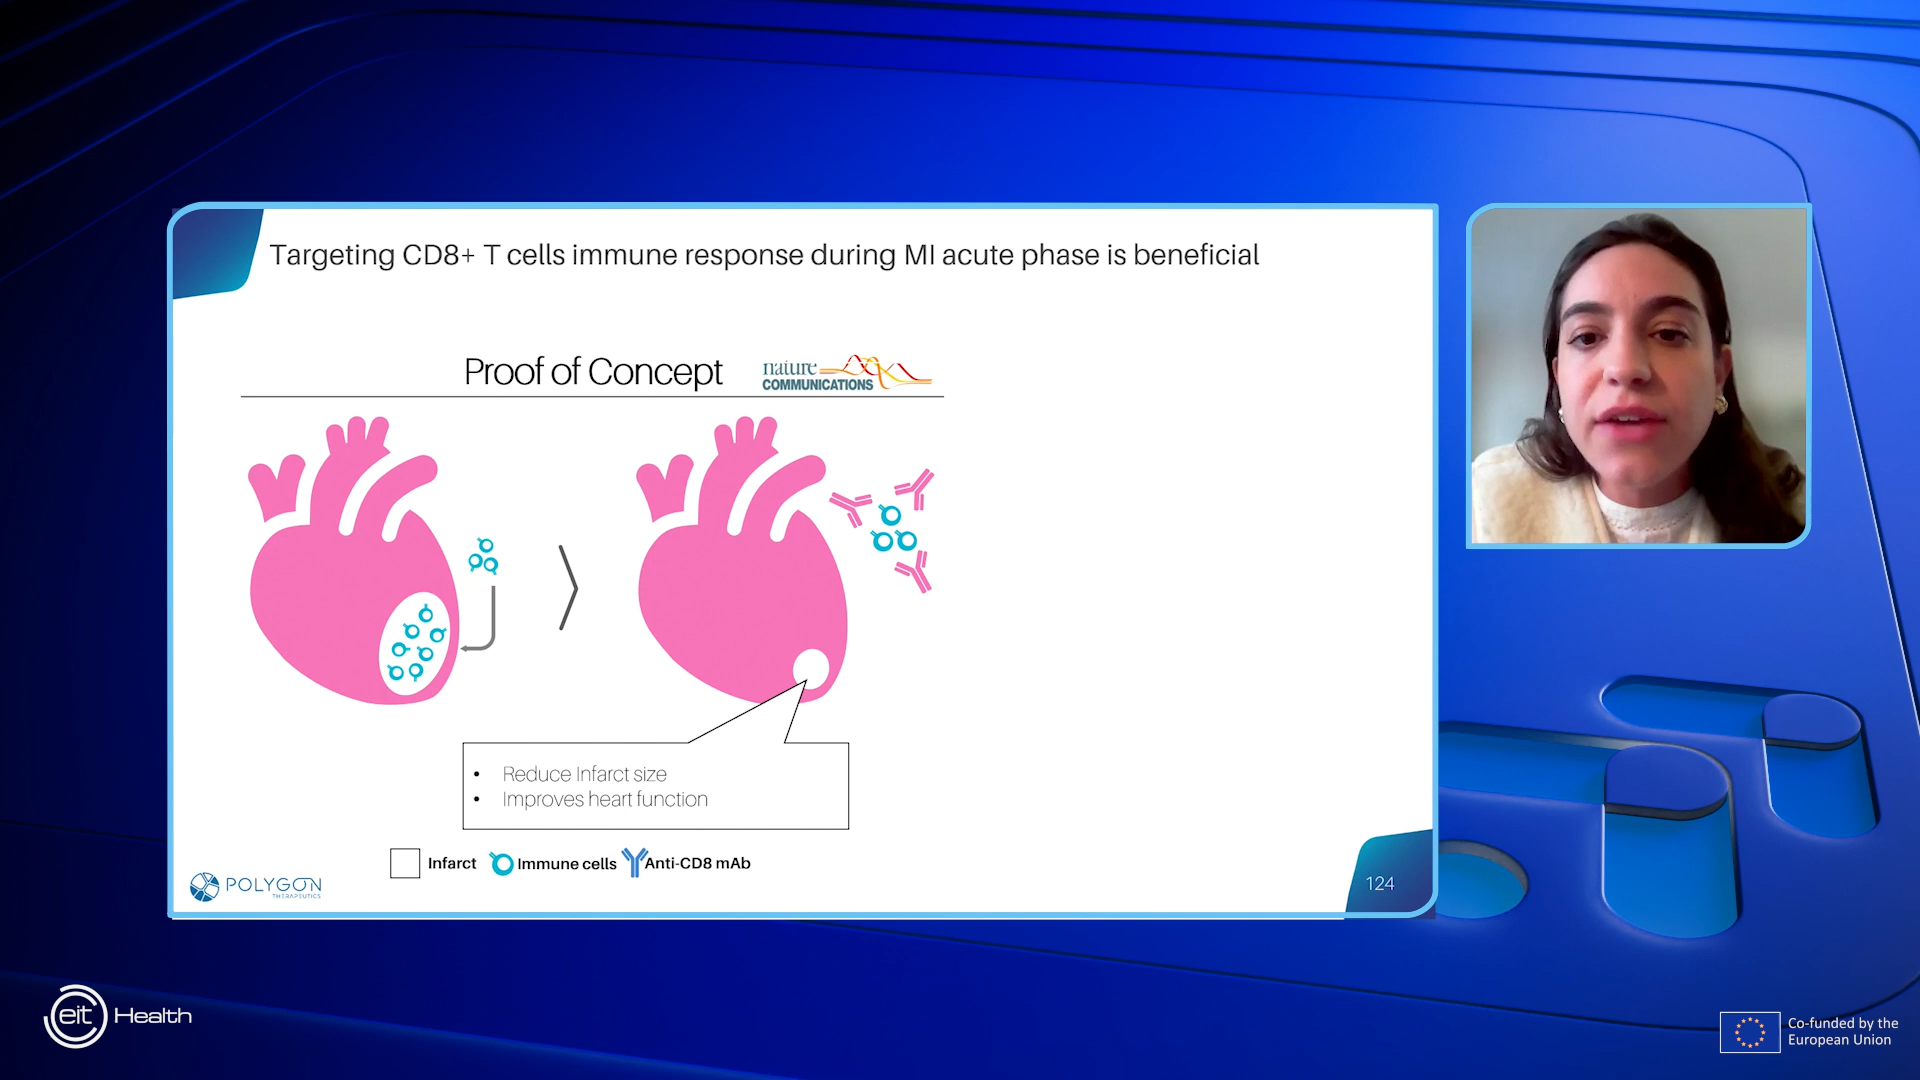 Targeting CD8+ T cells immune response during MI acute phase is beneficial
Proof of Concept
nature
COMMUNICATIONS
• Reduce Infarct size
• Improves heart function
Infarct
Immune cells
Anti-CD8 mAb
POLYGON
THERAPEUTICS
124
eit Health
Co-funded by the
European Union